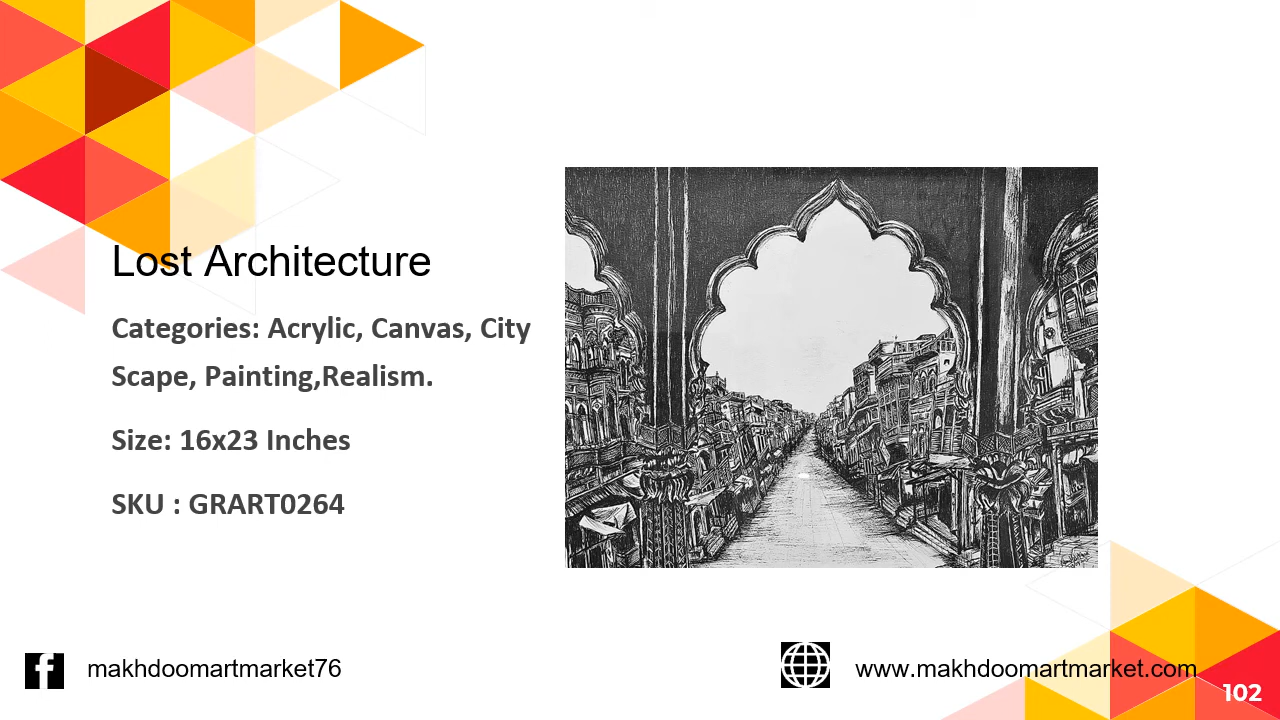 Lost Architecture
Categories: Acrylic, Canvas, City
Scape, Painting,Realism.
Size: 16x23 Inches
SKU : GRART0264
makhdoomartmarket76
www.makhdoomartmarket.com
102